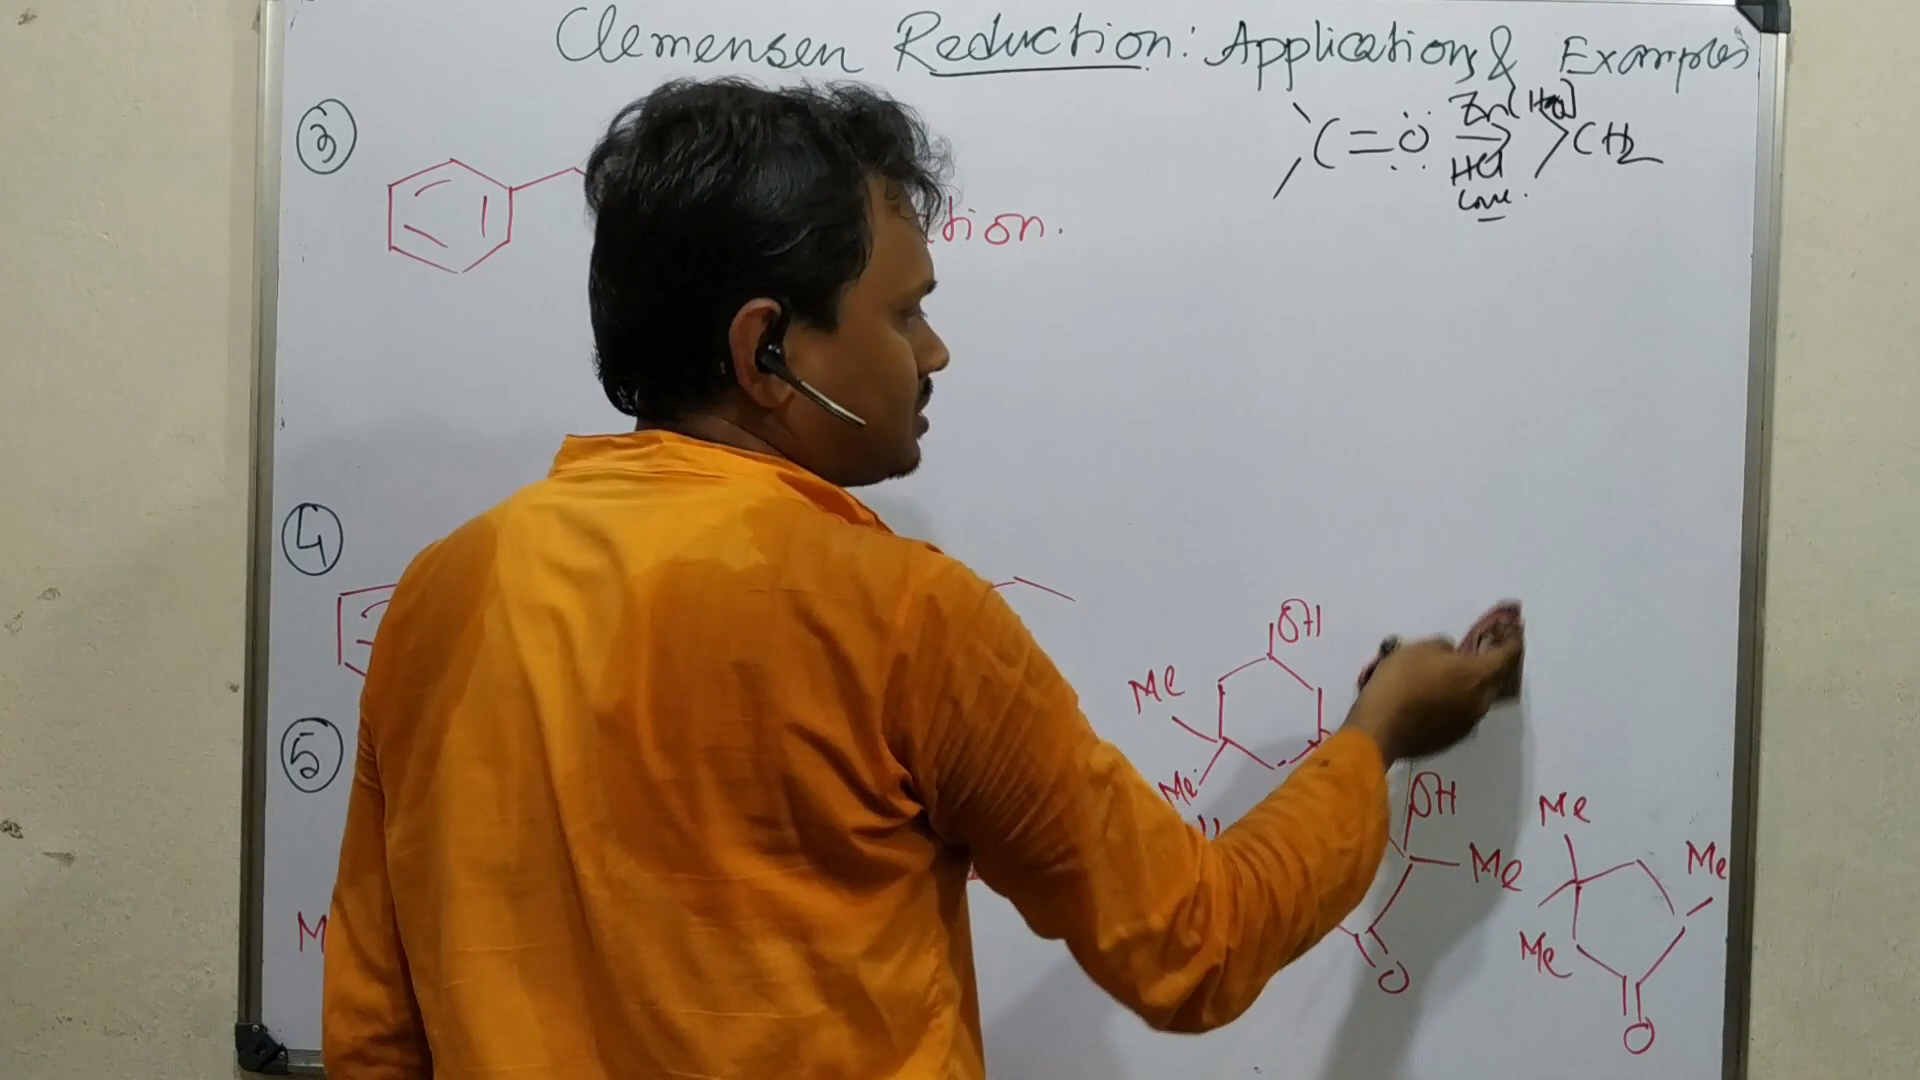 Clemensen Reduction: Applications & Examples
3
C=O Zn[Hg] HCl Conc. CH2
tion.
4
OH
Me
Me
5
OH
Me
Me
Me
M
Me
O
O